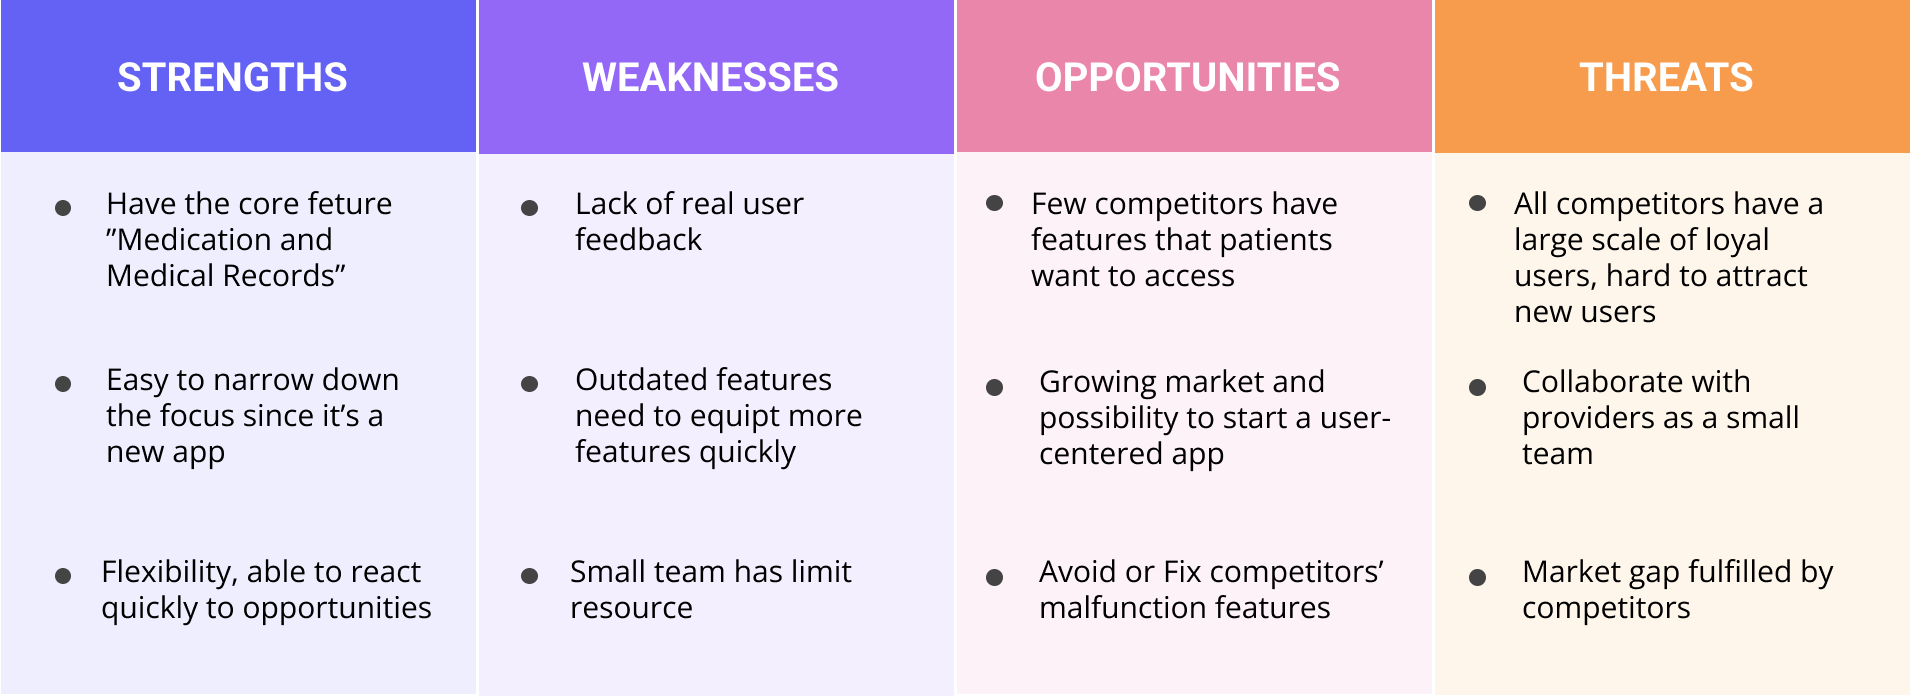 STRENGTHS
Have the core feture
”Medication and
Medical Records”
Easy to narrow down
the focus since it’s a
new app
Flexibility, able to react
quickly to opportunities
WEAKNESSES
Lack of real user
feedback
Outdated features
need to equipt more
features quickly
Small team has limit
resource
OPPORTUNITIES
Few competitors have
features that patients
want to access
Growing market and
possibility to start a user-
centered app
Avoid or Fix competitors’
malfunction features
THREATS
All competitors have a
large scale of loyal
users, hard to attract
new users
Collaborate with
providers as a small
team
Market gap fulfilled by
competitors